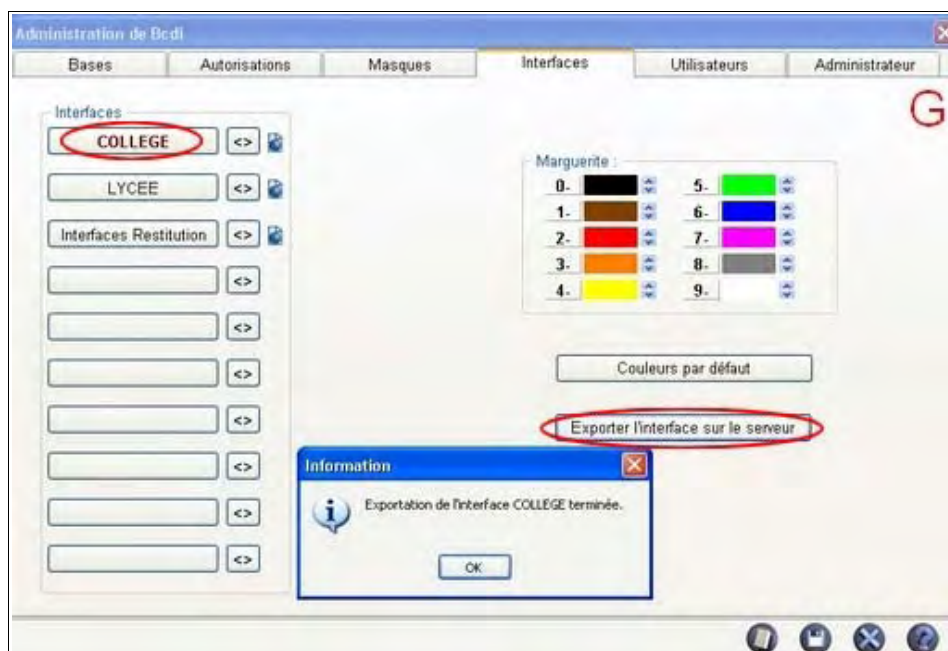 Administration de Bcdi
Bases Autorisations Masques Interfaces Utilisateurs Administrateur
G
Interfaces
COLLEGE <>
LYCEE <>
Interfaces Restitution <>
<>
<>
<>
<>
<>
<>
<>
Marguerite :
0- 5-
1- 6-
2- 7-
3- 8-
4- 9-
Couleurs par défaut
Exporter l'interface sur le serveur
Information
Exportation de l'interface COLLEGE terminée.
OK